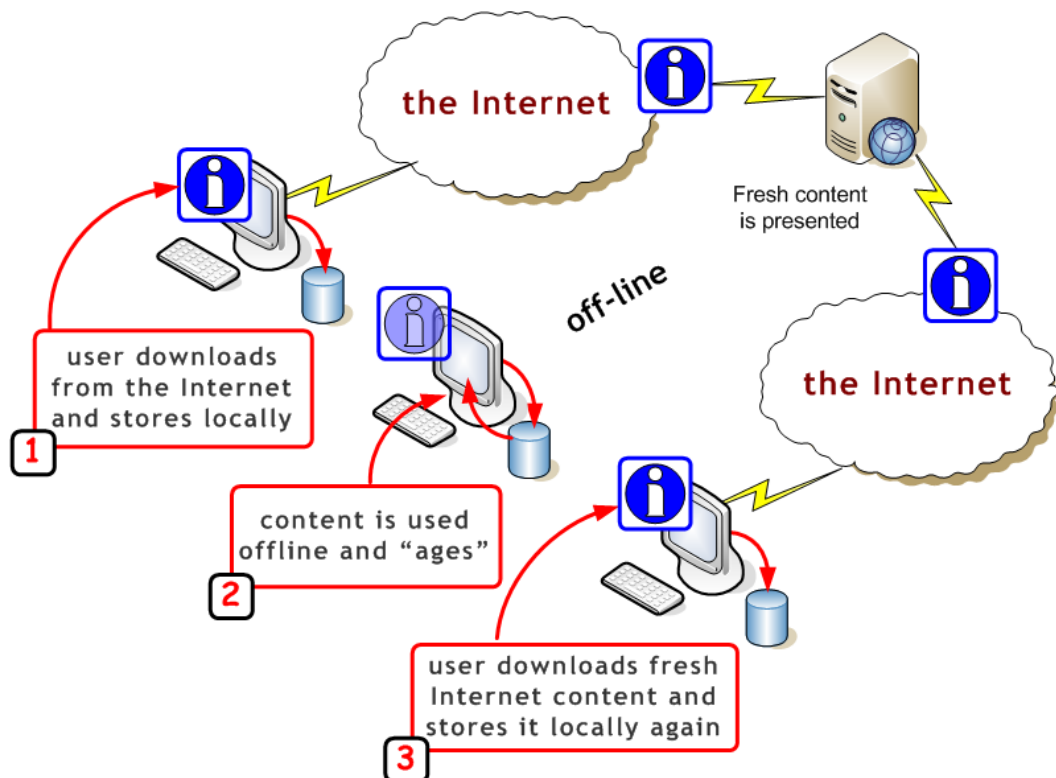 the Internet
Fresh content
is presented
user downloads
from the Internet
and stores locally
1
off-line
the Internet
content is used
offline and “ages”
2
user downloads fresh
Internet content and
stores it locally again
3